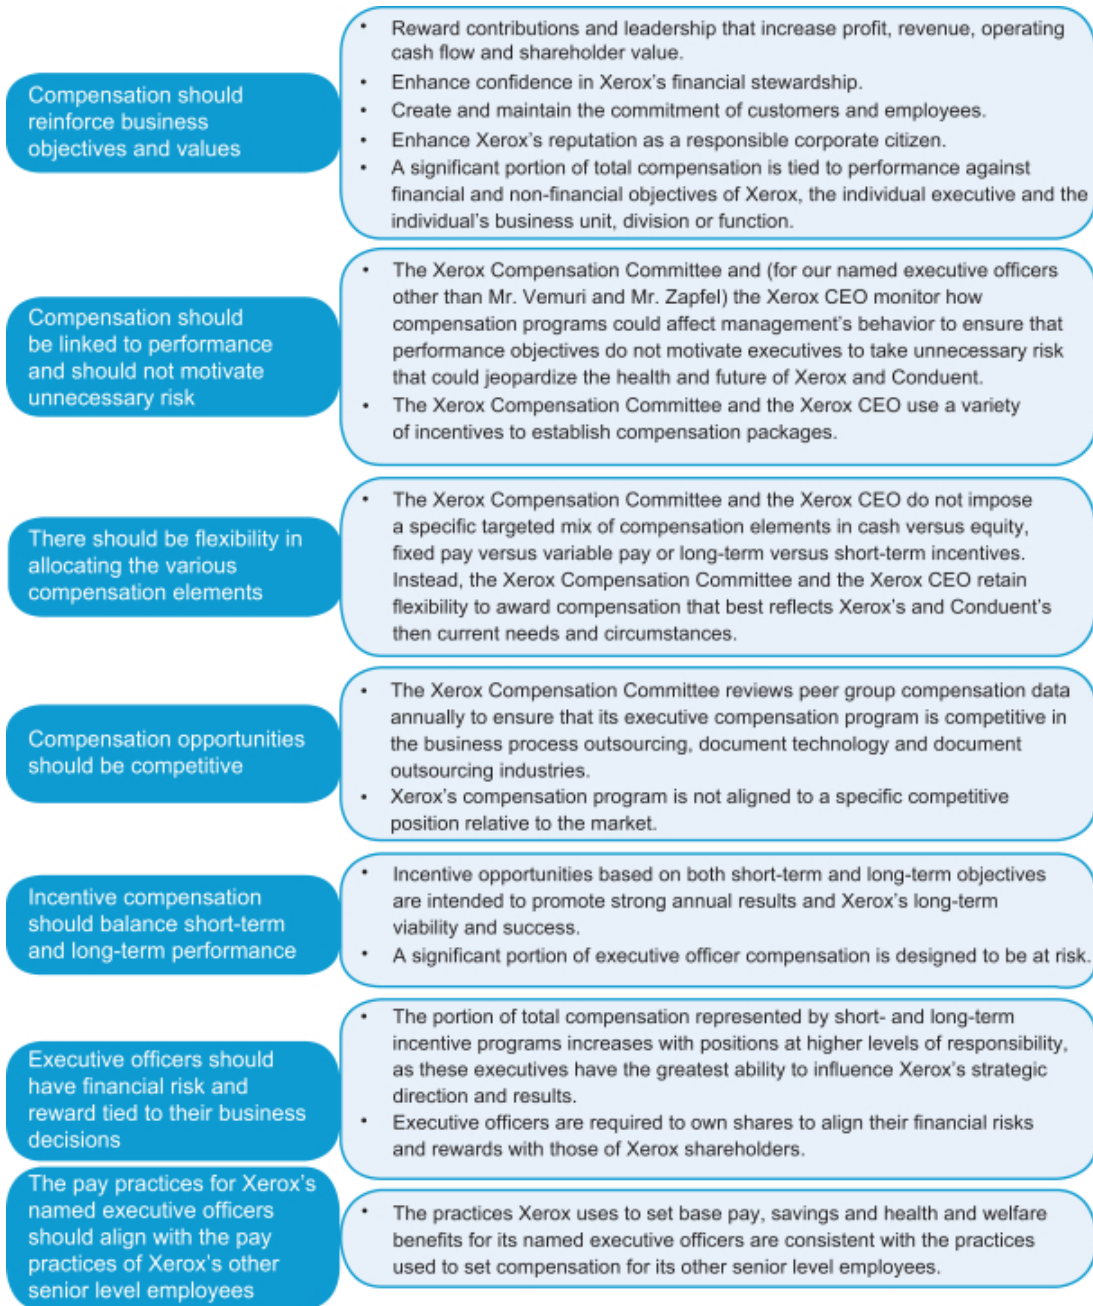 Compensation should
reinforce business
objectives and values
• Reward contributions and leadership that increase profit, revenue, operating
cash flow and shareholder value.
• Enhance confidence in Xerox's financial stewardship.
• Create and maintain the commitment of customers and employees.
• Enhance Xerox's reputation as a responsible corporate citizen.
• A significant portion of total compensation is tied to performance against
financial and non-financial objectives of Xerox, the individual executive and the
individual's business unit, division or function.
Compensation should
be linked to performance
and should not motivate
unnecessary risk
• The Xerox Compensation Committee and (for our named executive officers
other than Mr. Vemuri and Mr. Zapfel) the Xerox CEO monitor how
compensation programs could affect management's behavior to ensure that
performance objectives do not motivate executives to take unnecessary risk
that could jeopardize the health and future of Xerox and Conduent.
• The Xerox Compensation Committee and the Xerox CEO use a variety
of incentives to establish compensation packages.
There should be flexibility in
allocating the various
compensation elements
• The Xerox Compensation Committee and the Xerox CEO do not impose
a specific targeted mix of compensation elements in cash versus equity,
fixed pay versus variable pay or long-term versus short-term incentives.
Instead, the Xerox Compensation Committee and the Xerox CEO retain
flexibility to award compensation that best reflects Xerox's and Conduent's
then current needs and circumstances.
Compensation opportunities
should be competitive
• The Xerox Compensation Committee reviews peer group compensation data
annually to ensure that its executive compensation program is competitive in
the business process outsourcing, document technology and document
outsourcing industries.
• Xerox's compensation program is not aligned to a specific competitive
position relative to the market.
Incentive compensation
should balance short-term
and long-term performance
• Incentive opportunities based on both short-term and long-term objectives
are intended to promote strong annual results and Xerox's long-term
viability and success.
• A significant portion of executive officer compensation is designed to be at risk.
Executive officers should
have financial risk and
reward tied to their business
decisions
• The portion of total compensation represented by short- and long-term
incentive programs increases with positions at higher levels of responsibility,
as these executives have the greatest ability to influence Xerox's strategic
direction and results.
• Executive officers are required to own shares to align their financial risks
and rewards with those of Xerox shareholders.
The pay practices for Xerox's
named executive officers
should align with the pay
practices of Xerox's other
senior level employees
• The practices Xerox uses to set base pay, savings and health and welfare
benefits for its named executive officers are consistent with the practices
used to set compensation for its other senior level employees.